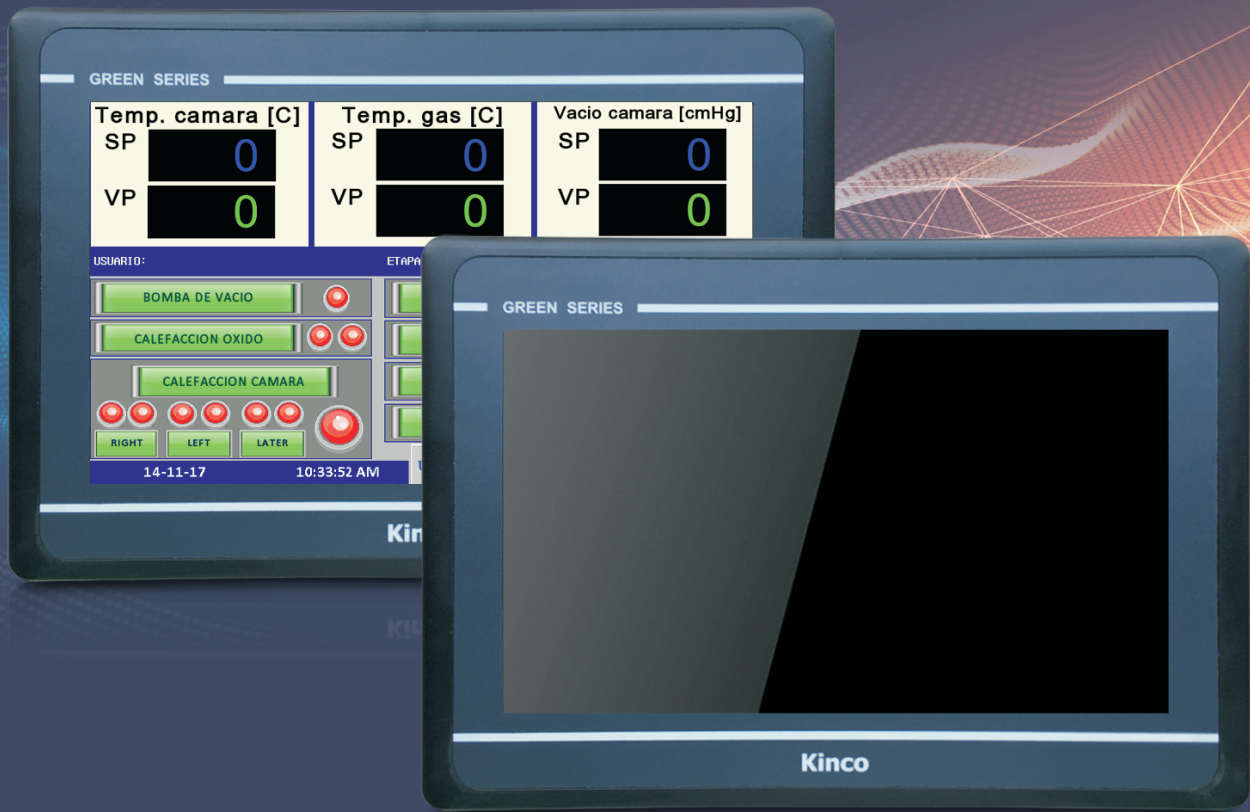 GREEN SERIES
Temp. camara [C]
Temp. gas [C]
Vacio camara [cmHg]
SP 0
SP 0
SP 0
VP 0
VP 0
VP 0
USUARIO:
ETAPA
BOMBA DE VACIO
CALEFACCION OXIDO
CALEFACCION CAMARA
RIGHT
LEFT
LATER
14-11-17
10:33:52 AM
Kin
GREEN SERIES
Kinco